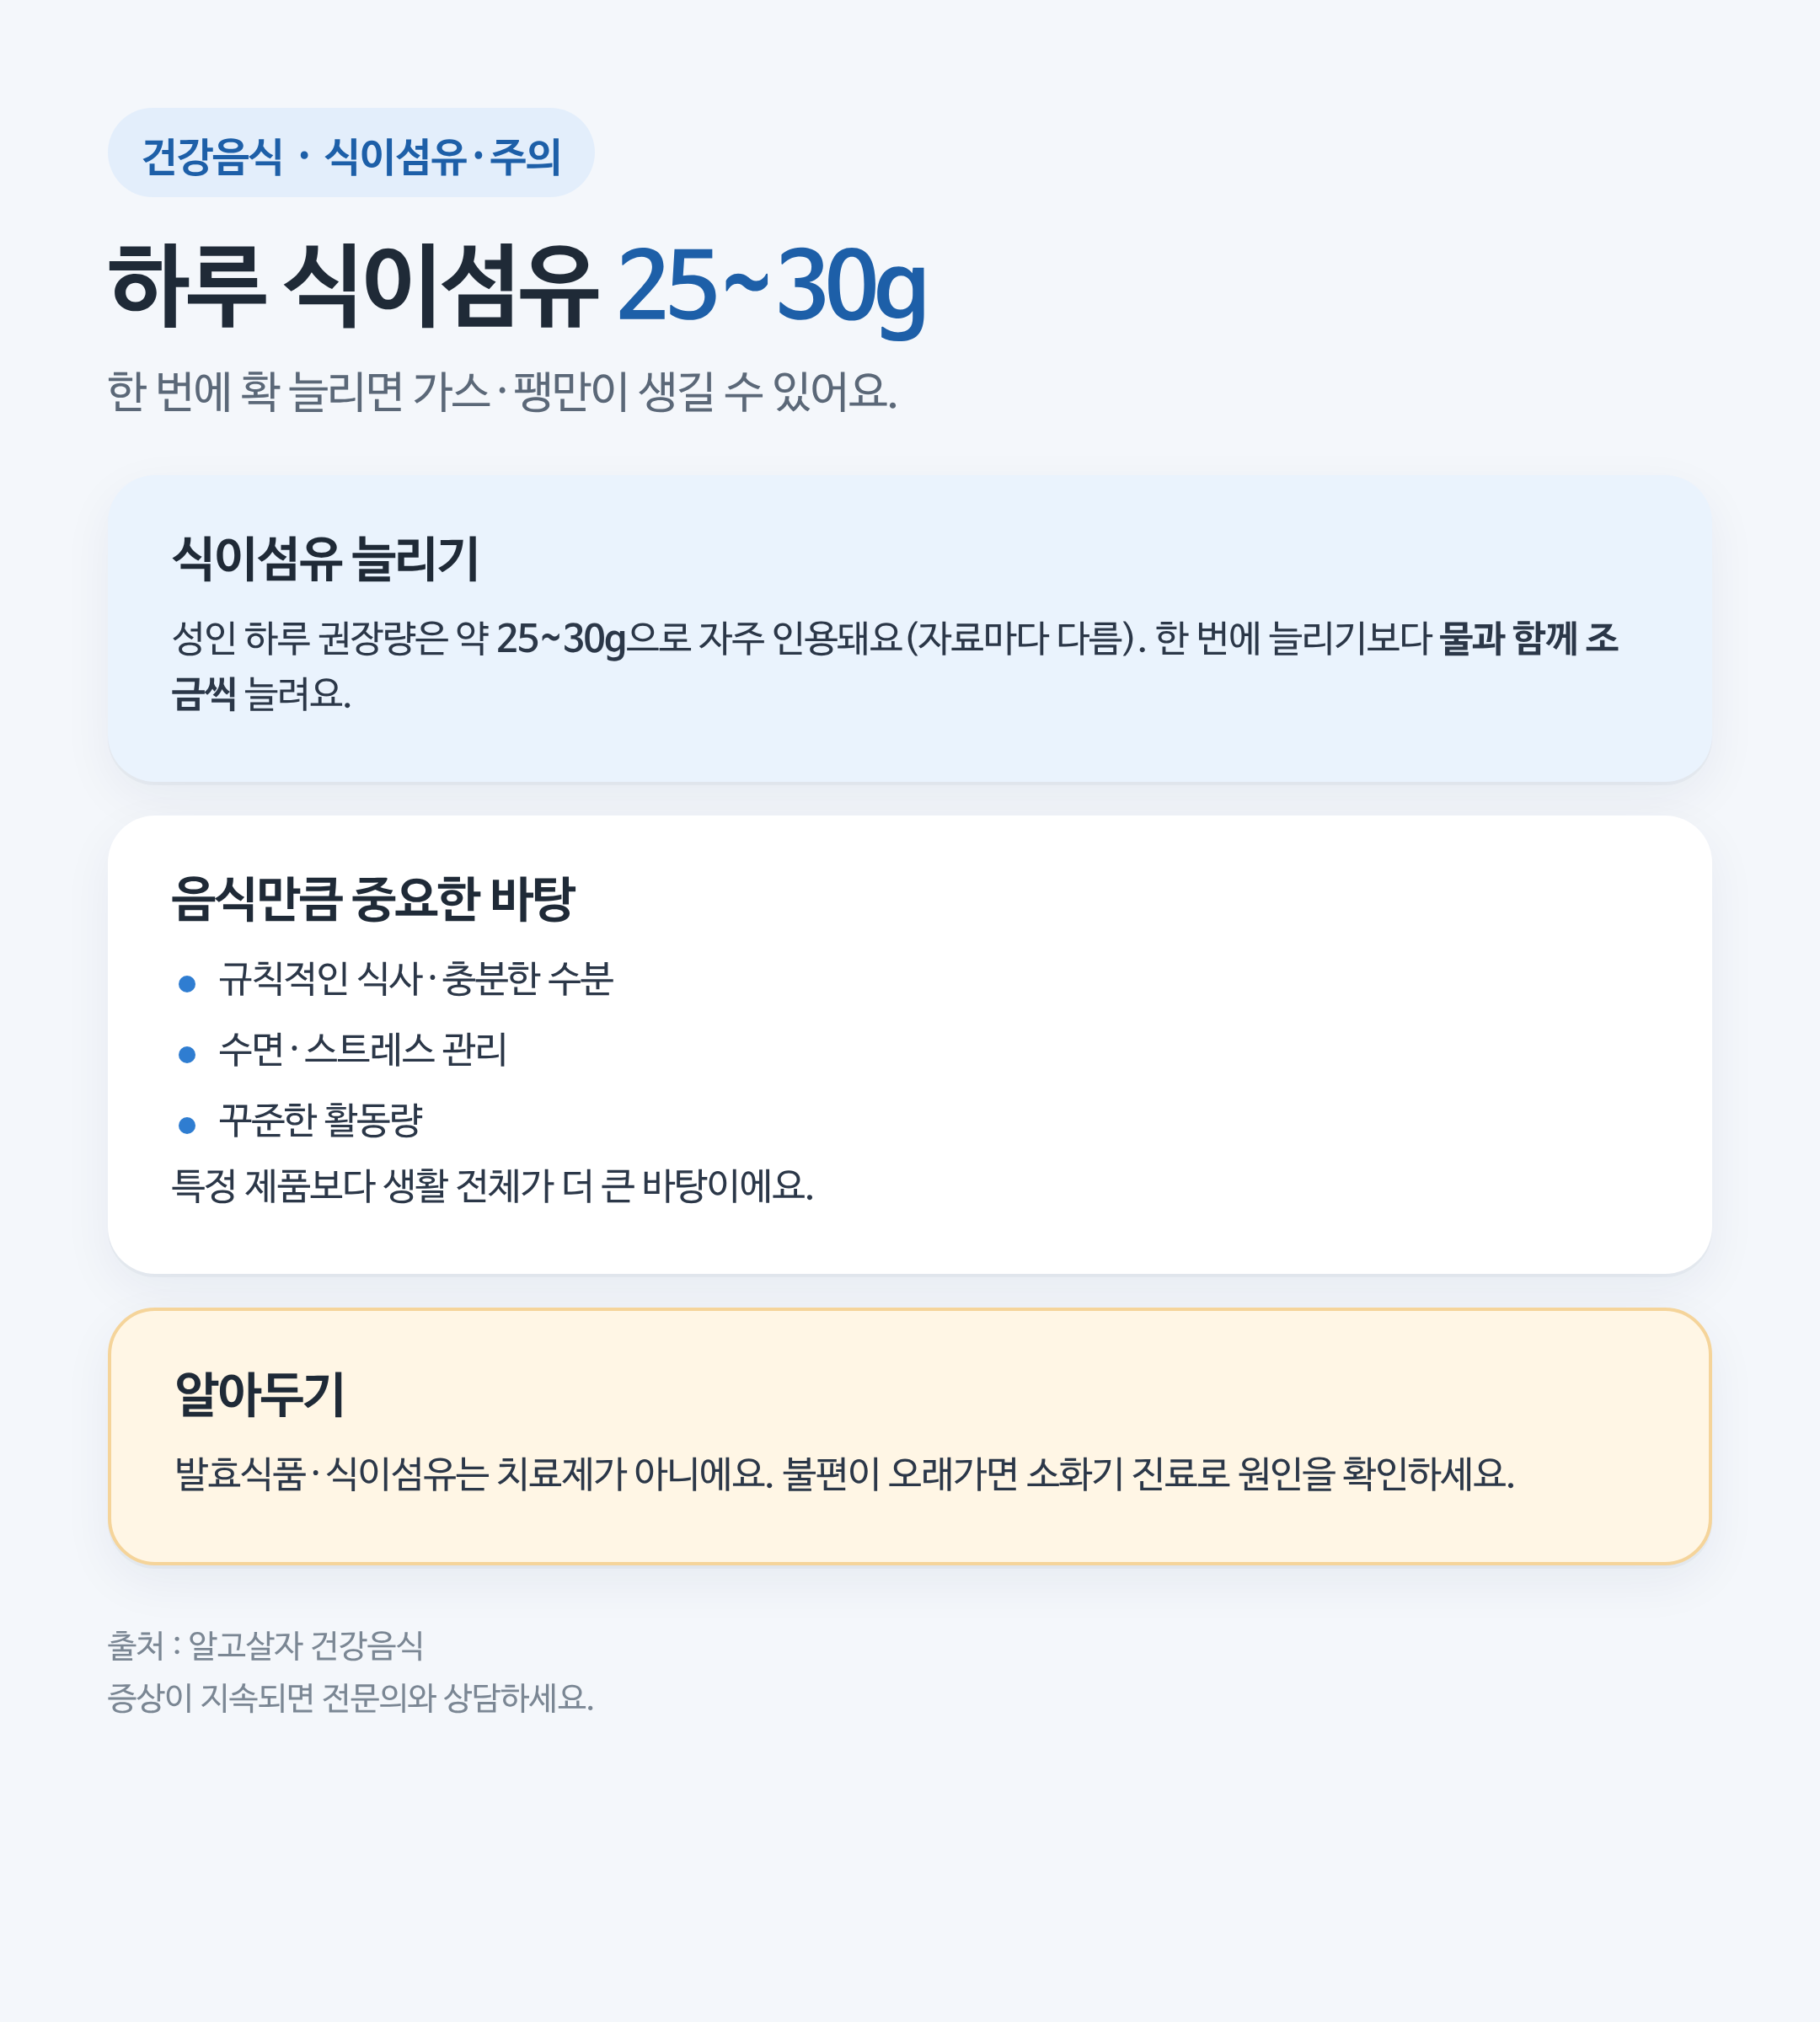 건강음식 · 식이섬유·주의
하루 식이섬유 25~30g
한 번에 확 늘리면 가스·팽만이 생길 수 있어요.
식이섬유 늘리기
성인 하루 권장량은 약 25~30g으로 자주 인용돼요(자료마다 다름). 한 번에 늘리기보다 물과 함께 조
금씩 늘려요.
음식만큼 중요한 바탕
● 규칙적인 식사·충분한 수분
● 수면·스트레스 관리
● 꾸준한 활동량
특정 제품보다 생활 전체가 더 큰 바탕이에요.
알아두기
발효식품·식이섬유는 치료제가 아니에요. 불편이 오래가면 소화기 진료로 원인을 확인하세요.
출처 : 알고살자 건강음식
증상이 지속되면 전문의와 상담하세요.